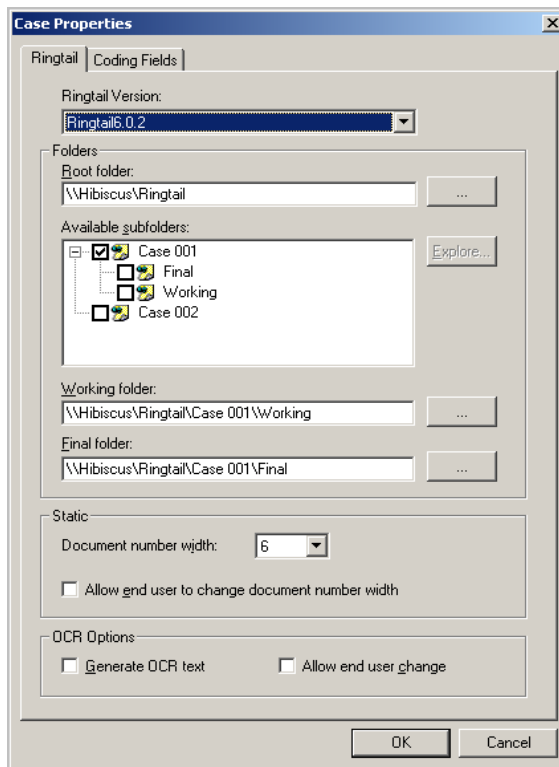 Case Properties
Ringtail Coding Fields
Ringtail Version:
Ringtail6.0.2
Folders
Root folder:
\\Hibiscus\Ringtail
...
Available subfolders:
Case 001
Explore...
Final
Working
Case 002
Working folder:
\\Hibiscus\Ringtail\Case 001\Working
...
Final folder:
\\Hibiscus\Ringtail\Case 001\Final
...
Static
Document number width: 6
Allow end user to change document number width
OCR Options
Generate OCR text Allow end user change
OK Cancel